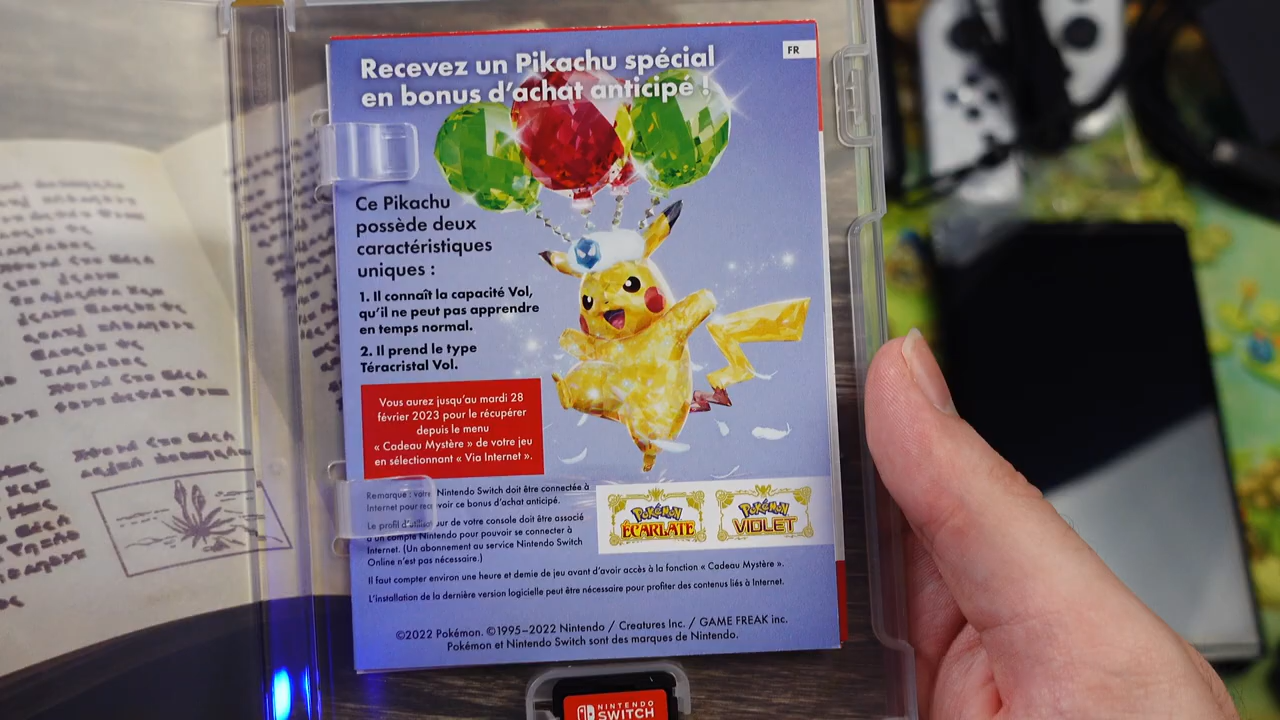 Recevez un Pikachu spécial
en bonus d'achat anticipé !
FR
Ce Pikachu
possède deux
caractéristiques
uniques :
1. Il connaît la capacité Vol,
qu'il ne peut pas apprendre
en temps normal.
2. Il prend le type
Téracristal Vol.
Vous aurez jusqu'au mardi 28
février 2023 pour le récupérer
depuis le menu
« Cadeau Mystère » de votre jeu
en sélectionnant « Via Internet ».
Remarque : votre Nintendo Switch doit être connectée à
Internet pour recevoir ce bonus d'achat anticipé.
Le profil d'utilisateur de votre console doit être associé
à un compte Nintendo pour pouvoir se connecter à
Internet. (Un abonnement au service Nintendo Switch
Online n'est pas nécessaire.)
Il faut compter environ une heure et demie de jeu avant d'avoir accès à la fonction « Cadeau Mystère ».
L'installation de la dernière version logicielle peut être nécessaire pour profiter des contenus liés à Internet.
POKéMON
ÉCARLATE
POKéMON
VIOLET
©2022 Pokémon. ©1995–2022 Nintendo / Creatures Inc. / GAME FREAK inc.
Pokémon et Nintendo Switch sont des marques de Nintendo.
NINTENDO
SWITCH